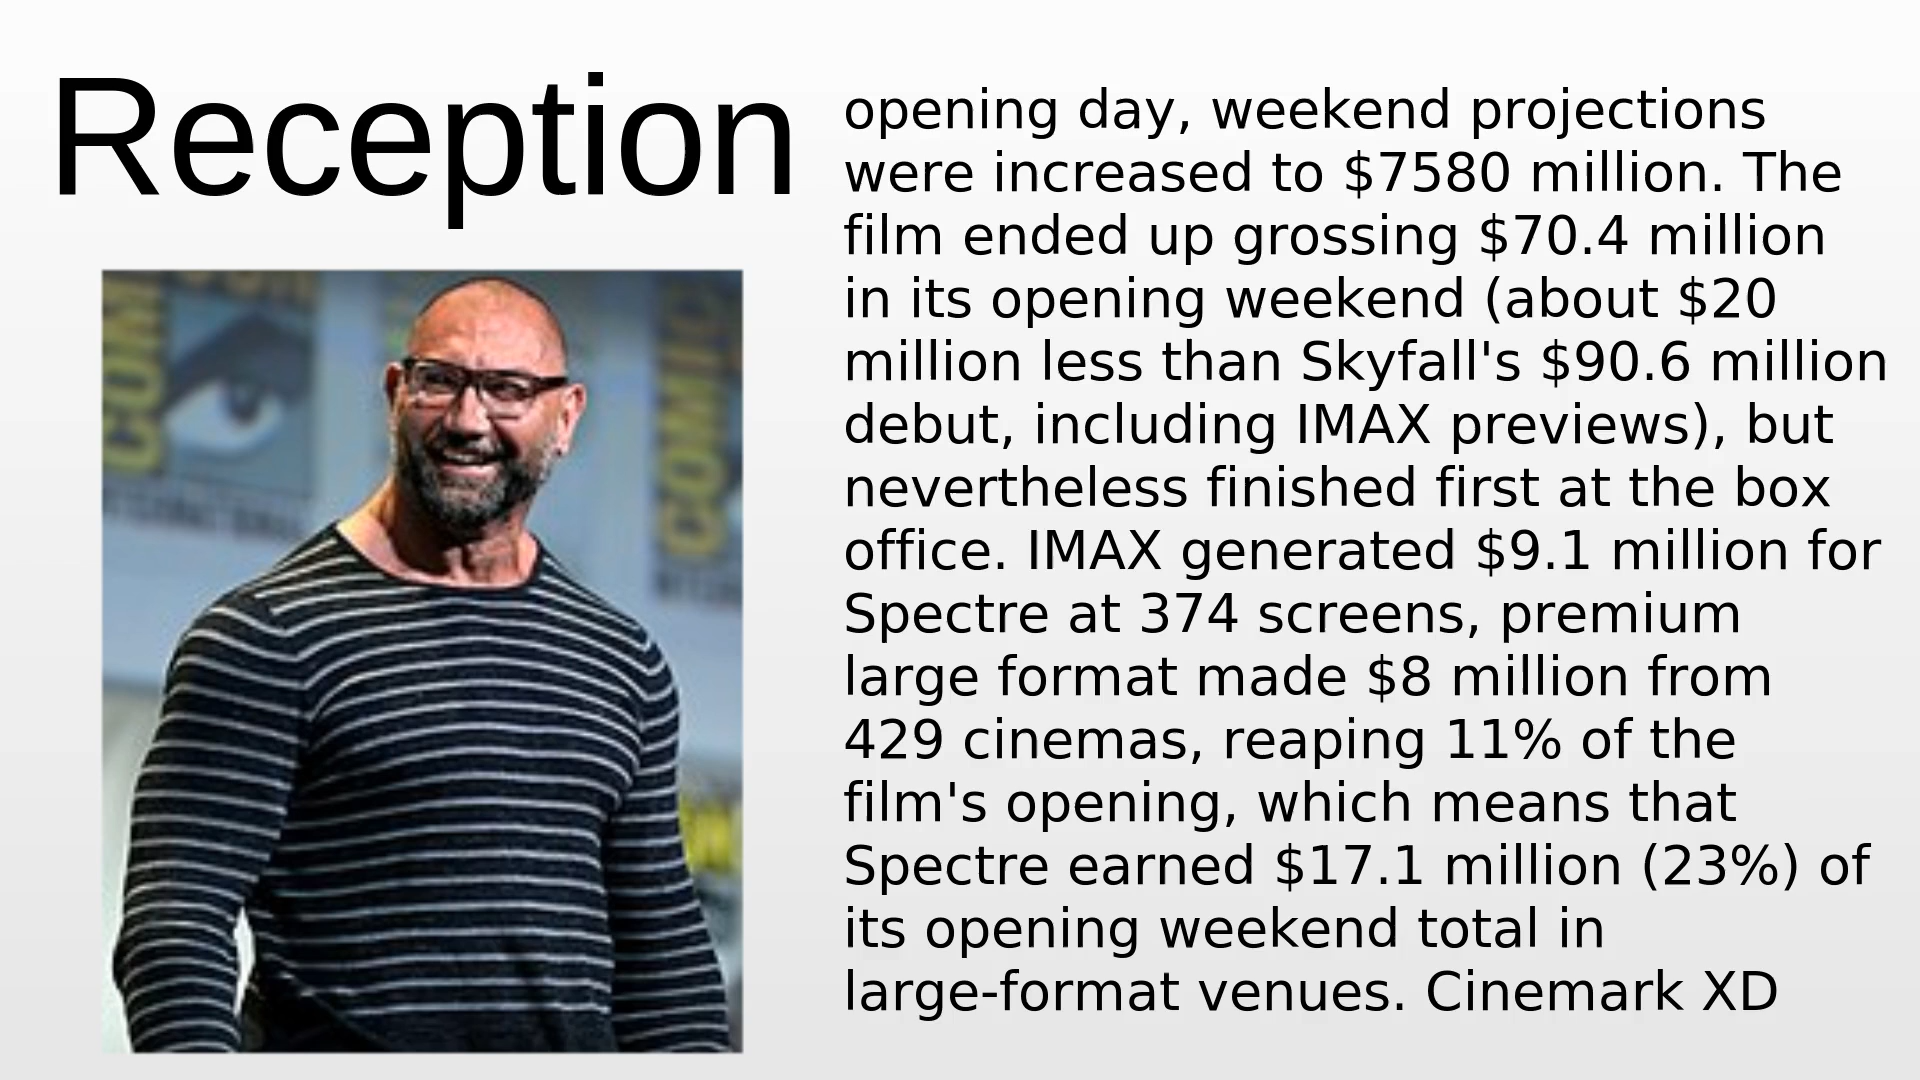 Reception
opening day, weekend projections
were increased to $7580 million. The
film ended up grossing $70.4 million
in its opening weekend (about $20
million less than Skyfall's $90.6 million
debut, including IMAX previews), but
nevertheless finished first at the box
office. IMAX generated $9.1 million for
Spectre at 374 screens, premium
large format made $8 million from
429 cinemas, reaping 11% of the
film's opening, which means that
Spectre earned $17.1 million (23%) of
its opening weekend total in
large-format venues. Cinemark XD